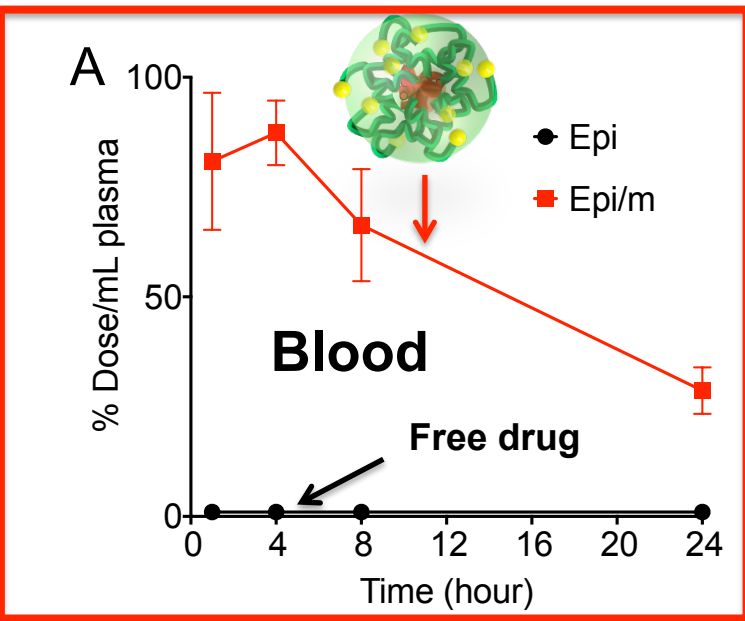 A
100
50
0
% Dose/mL plasma
Epi
Epi/m
Blood
Free drug
0 4 8 12 16 20 24
Time (hour)